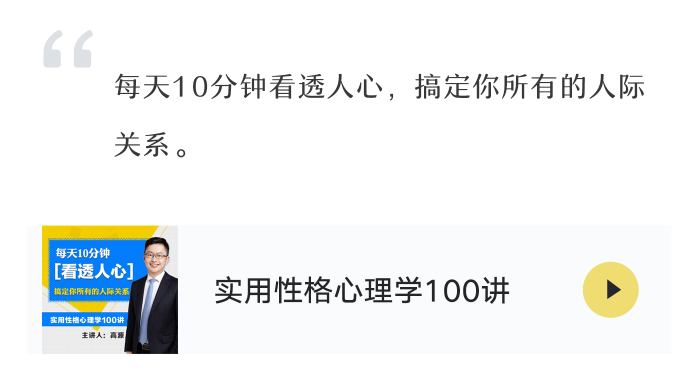 每天10分钟看透人心，搞定你所有的人际
关系。
每天10分钟
[看透人心]
搞定你所有的人际关系
实用性格心理学100讲
主讲人：高源
实用性格心理学100讲